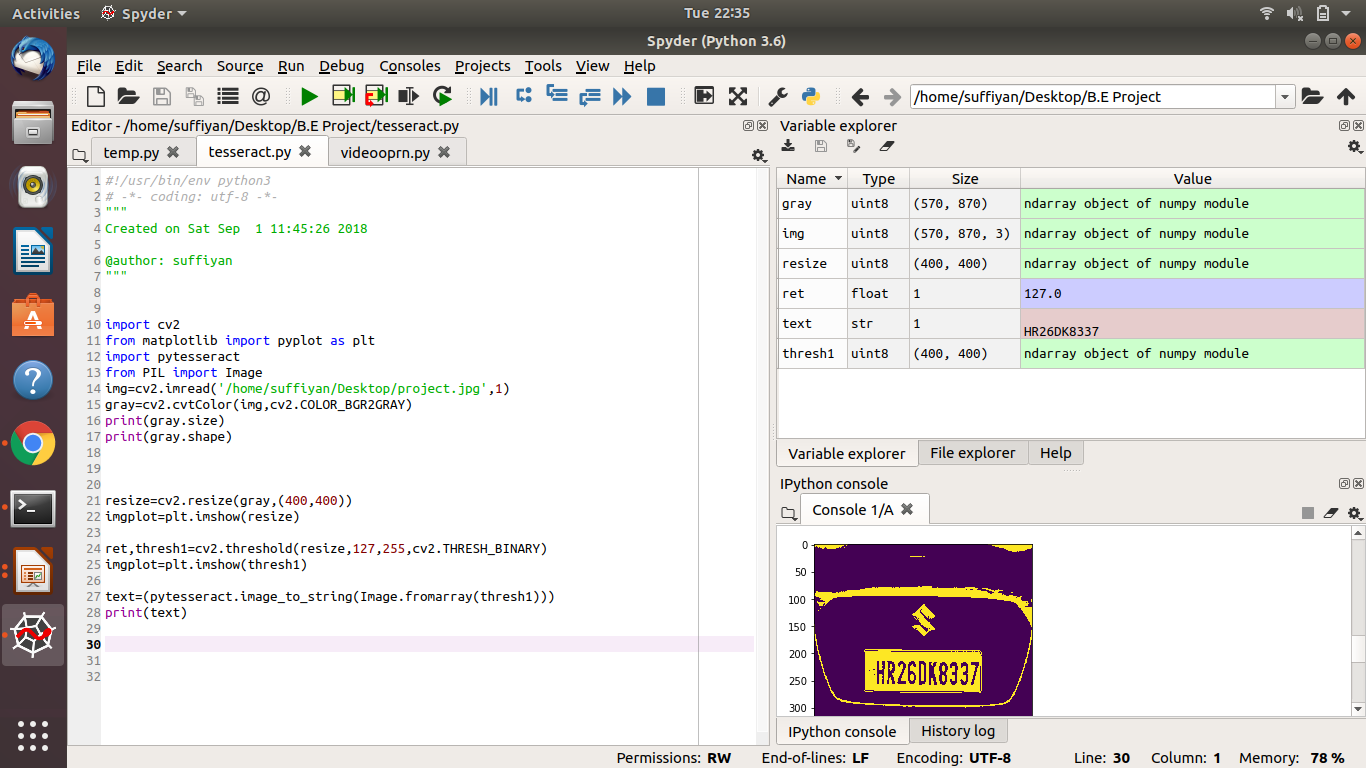 Activities Spyder Tue 22:35
Spyder (Python 3.6)
File Edit Search Source Run Debug Consoles Projects Tools View Help
/home/suffiyan/Desktop/B.E Project
Editor - /home/suffiyan/Desktop/B.E Project/tesseract.py
temp.py tesseract.py videooprn.py
1 #!/usr/bin/env python3
2 # -*- coding: utf-8 -*-
3 """
4 Created on Sat Sep  1 11:45:26 2018
5
6 @author: suffiyan
7 """
8
9
10 import cv2
11 from matplotlib import pyplot as plt
12 import pytesseract
13 from PIL import Image
14 img=cv2.imread('/home/suffiyan/Desktop/project.jpg',1)
15 gray=cv2.cvtColor(img,cv2.COLOR_BGR2GRAY)
16 print(gray.size)
17 print(gray.shape)
18
19
20
21 resize=cv2.resize(gray,(400,400))
22 imgplot=plt.imshow(resize)
23
24 ret,thresh1=cv2.threshold(resize,127,255,cv2.THRESH_BINARY)
25 imgplot=plt.imshow(thresh1)
26
27 text=(pytesseract.image_to_string(Image.fromarray(thresh1)))
28 print(text)
29
30
31
32
Variable explorer
Name Type Size Value
gray uint8 (570, 870) ndarray object of numpy module
img uint8 (570, 870, 3) ndarray object of numpy module
resize uint8 (400, 400) ndarray object of numpy module
ret float 1 127.0
text str 1 HR26DK8337
thresh1 uint8 (400, 400) ndarray object of numpy module
Variable explorer File explorer Help
IPython console
Console 1/A
0
50
100
150
200
HR26DK8337
250
300
IPython console History log
Permissions: RW End-of-lines: LF Encoding: UTF-8 Line: 30 Column: 1 Memory: 78 %